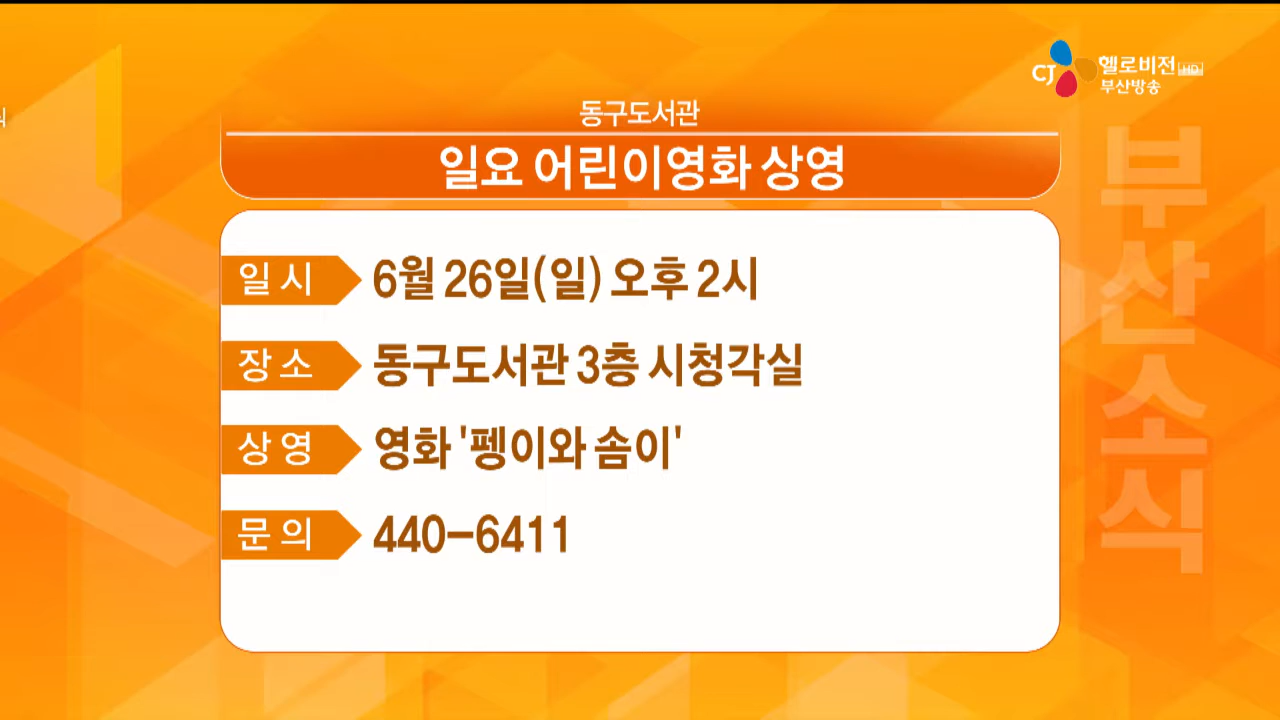 CJ 헬로비전 HD
부산방송
동구도서관
일요 어린이영화 상영
일 시 6월 26일(일) 오후 2시
장 소 동구도서관 3층 시청각실
상 영 영화 '펭이와 솜이'
문 의 440-6411
부산소식